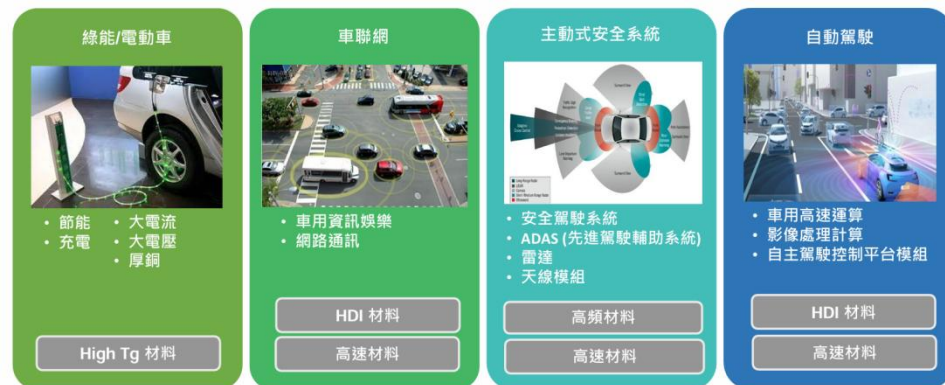 綠能/電動車
• 節能
• 充電
• 大電流
• 大電壓
• 厚銅
High Tg 材料
車聯網
• 車用資訊娛樂
• 網路通訊
HDI 材料
高速材料
主動式安全系統
• 安全駕駛系統
• ADAS (先進駕駛輔助系統)
• 雷達
• 天線模組
高頻材料
高速材料
自動駕駛
• 車用高速運算
• 影像處理計算
• 自主駕駛控制平台模組
HDI 材料
高速材料